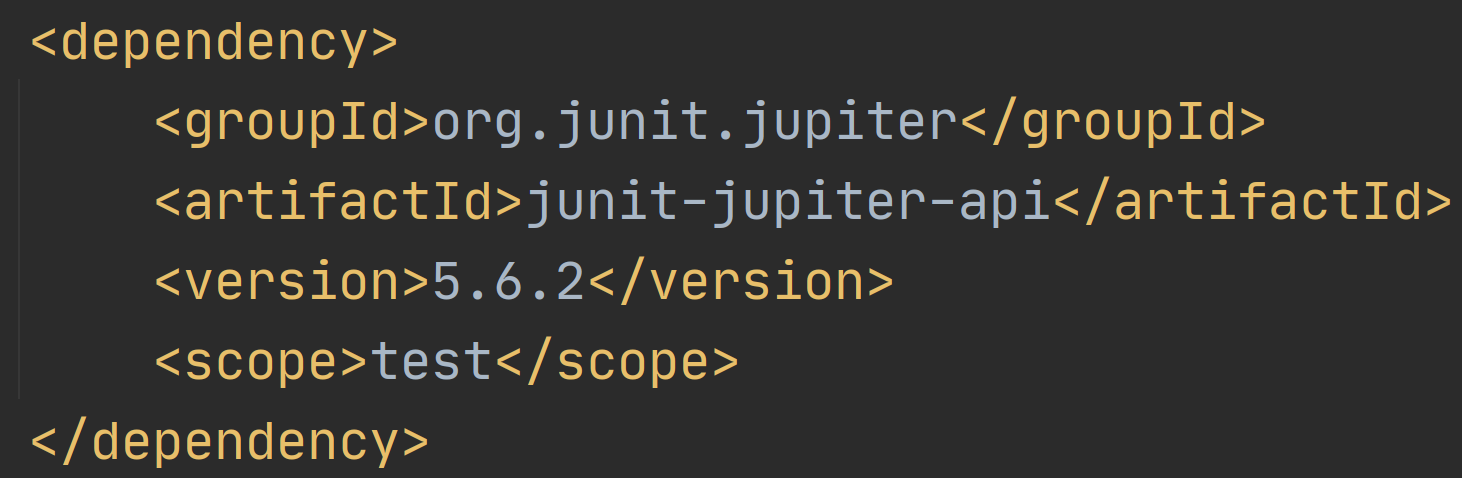 <dependency>
    <groupId>org.junit.jupiter</groupId>
    <artifactId>junit-jupiter-api</artifactId>
    <version>5.6.2</version>
    <scope>test</scope>
</dependency>